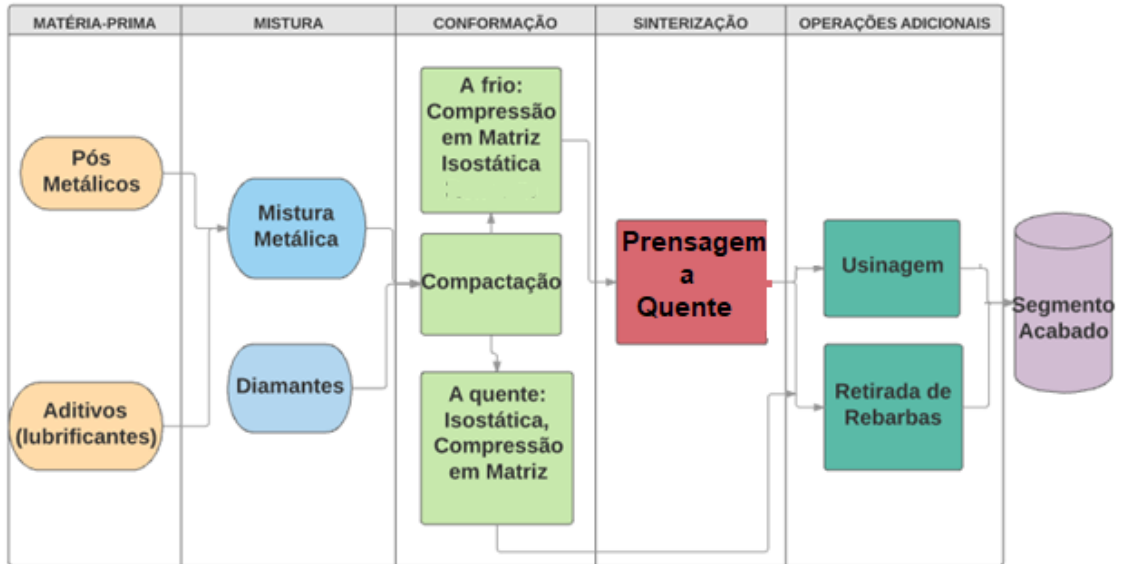 MATÉRIA-PRIMA
MISTURA
CONFORMAÇÃO
SINTERIZAÇÃO
OPERAÇÕES ADICIONAIS
Pós
Metálicos
Aditivos
(lubrificantes)
Mistura
Metálica
Diamantes
A frio:
Compressão
em Matriz
Isostática
Compactação
A quente:
Isostática,
Compressão
em Matriz
Prensagem
a
Quente
Usinagem
Retirada de
Rebarbas
Segmento
Acabado